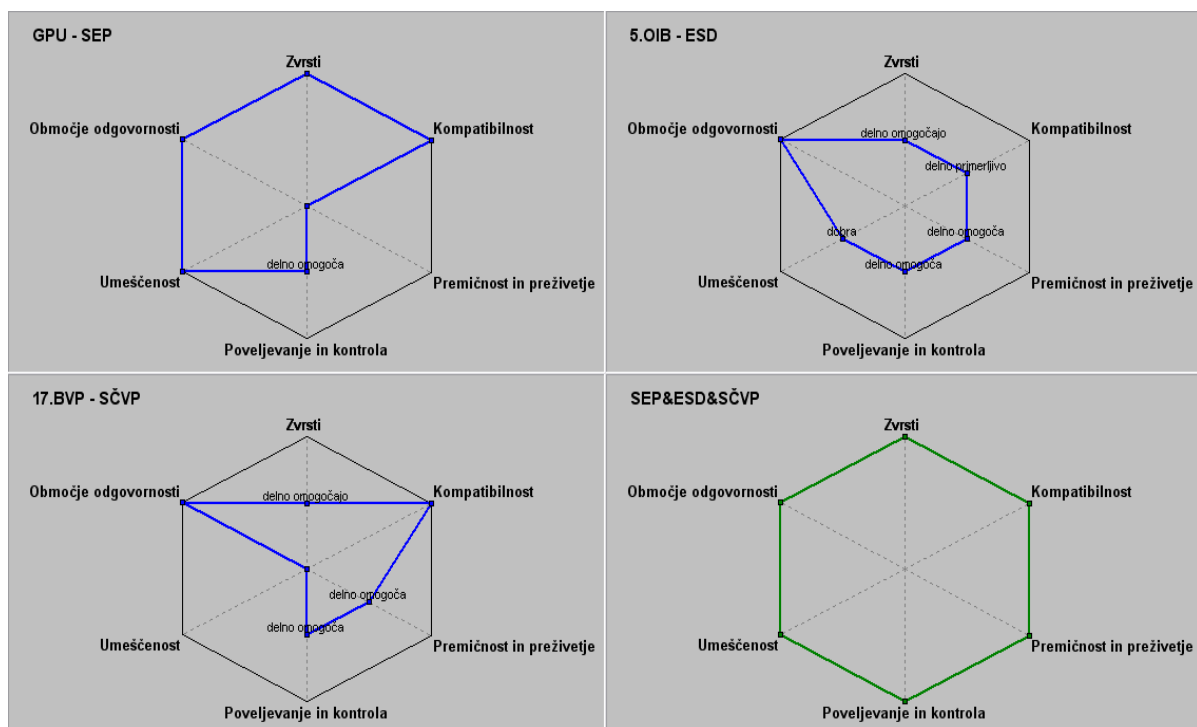 GPU - SEP
Zvrsti
Območje odgovornosti
Kompatibilnost
delno omogoča
Umeščenost
Premičnost in preživetje
Poveljevanje in kontrola
5.OIB - ESD
Zvrsti
Območje odgovornosti
delno omogočajo
Kompatibilnost
delno primerljivo
dobra
delno omogoča
delno omogoča
Umeščenost
Premičnost in preživetje
Poveljevanje in kontrola
17.BVP - SČVP
Zvrsti
Območje odgovornosti
delno omogočajo
Kompatibilnost
delno omogoča
delno omogoča
Umeščenost
Premičnost in preživetje
Poveljevanje in kontrola
SEP&ESD&SČVP
Zvrsti
Območje odgovornosti
Kompatibilnost
Umeščenost
Premičnost in preživetje
Poveljevanje in kontrola